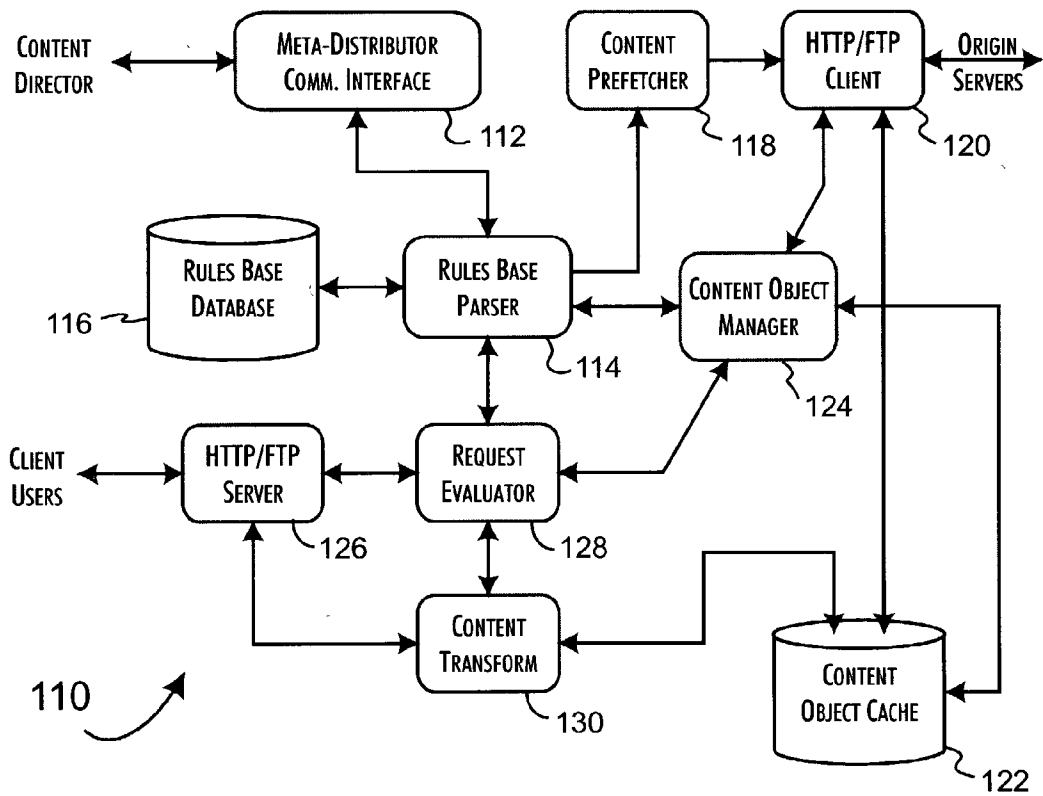 CONTENT
DIRECTOR
META-DISTRIBUTOR
COMM. INTERFACE
112
CONTENT
PREFETCHER
118
HTTP/FTP
CLIENT
120
ORIGIN
SERVERS
RULES BASE
DATABASE
116
RULES BASE
PARSER
114
CONTENT OBJECT
MANAGER
124
CLIENT
USERS
HTTP/FTP
SERVER
126
REQUEST
EVALUATOR
128
CONTENT
TRANSFORM
130
CONTENT
OBJECT CACHE
122
110